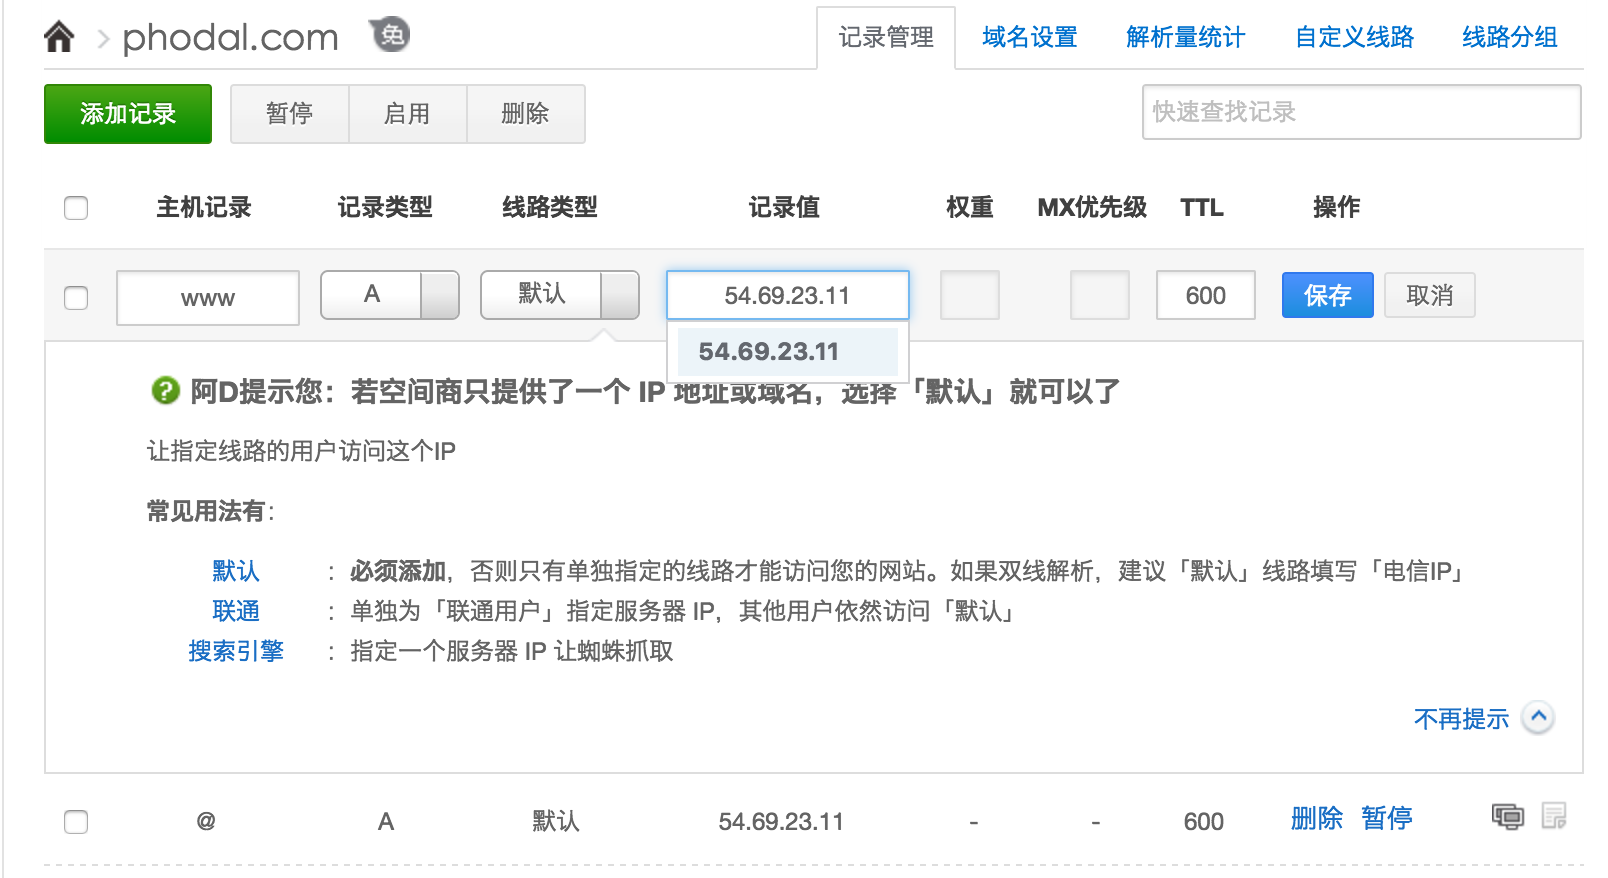 phodal.com 免 记录管理 域名设置 解析量统计 自定义线路 线路分组
添加记录 暂停 启用 删除 快速查找记录
主机记录 记录类型 线路类型 记录值 权重 MX优先级 TTL 操作
www A 默认 54.69.23.11 600 保存 取消
54.69.23.11
阿D提示您：若空间商只提供了一个 IP 地址或域名，选择「默认」就可以了
让指定线路的用户访问这个IP
常见用法有：
默认 ： 必须添加，否则只有单独指定的线路才能访问您的网站。如果双线解析，建议「默认」线路填写「电信IP」
联通 ： 单独为「联通用户」指定服务器 IP，其他用户依然访问「默认」
搜索引擎 ： 指定一个服务器 IP 让蜘蛛抓取
不再提示
@ A 默认 54.69.23.11 - - 600 删除 暂停